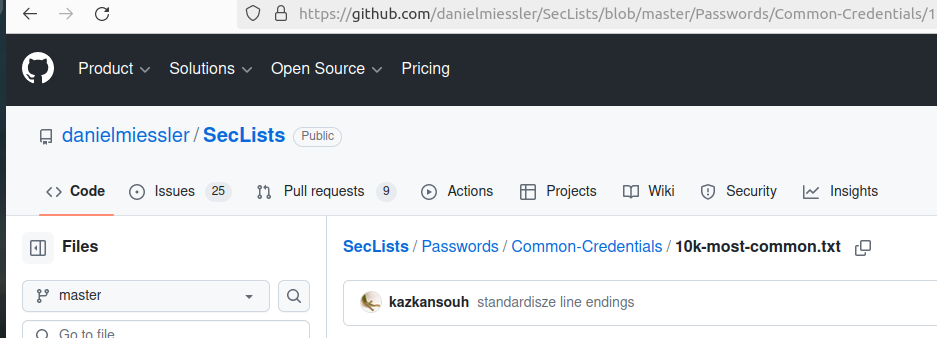 https://github.com/danielmiessler/SecLists/blob/master/Passwords/Common-Credentials/1
Product Solutions Open Source Pricing
danielmiessler / SecLists Public
Code Issues 25 Pull requests 9 Actions Projects Wiki Security Insights
Files
SecLists / Passwords / Common-Credentials / 10k-most-common.txt
master
kazkansouh standardisze line endings
Go to file